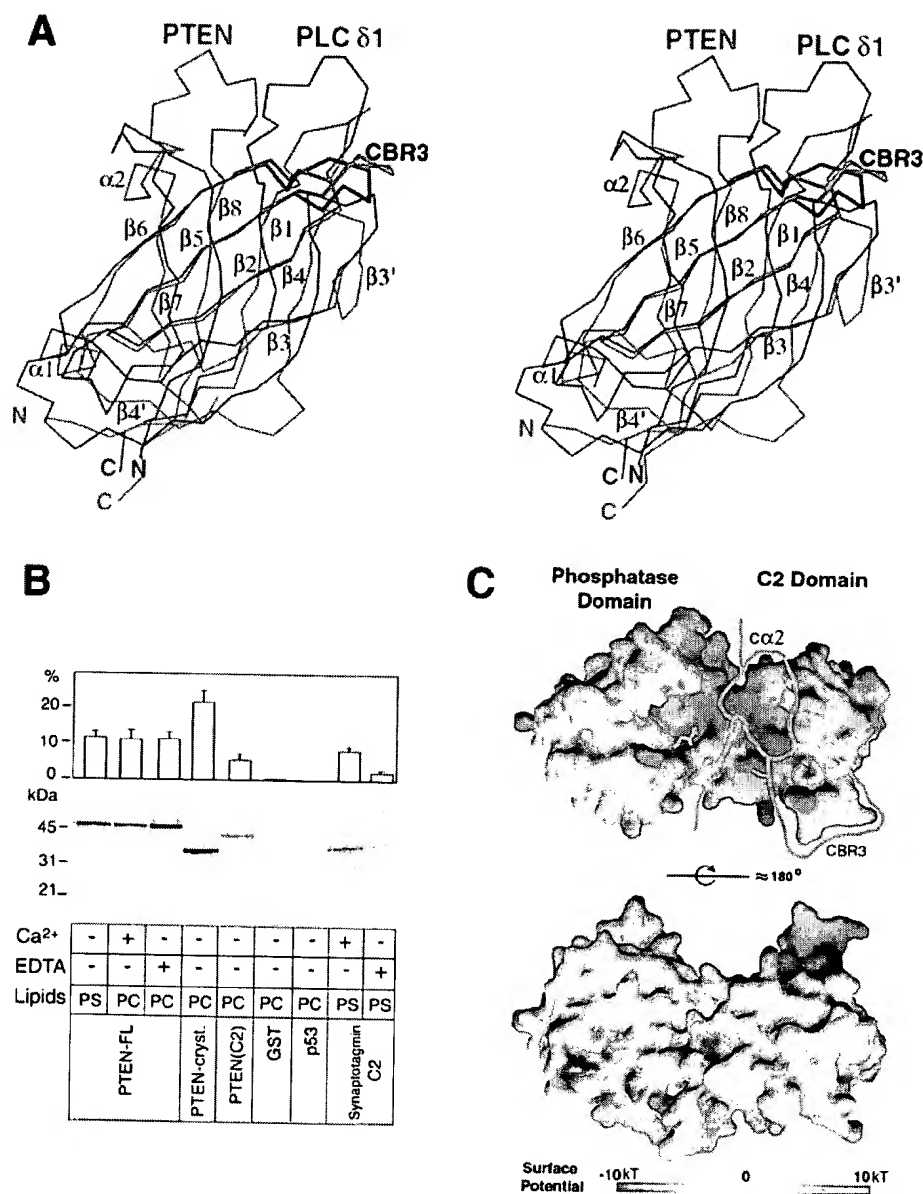 A
PTEN PLC δ1
CBR3
α2
β8
β6 β5 β1
β2 β4
β7 β3'
β3
α1
β4'
N
C N
C
PTEN PLC δ1
CBR3
α2
β8
β6 β5 β1
β2 β4
β7 β3'
β3
α1
β4'
N
C N
C
B
%
20
10
0
kDa
45
31
21
Ca²⁺ - + - - - - - + -
EDTA - - + - - - - - +
Lipids PS PC PC PC PC PC PC PS PS
PTEN-FL
PTEN-cryst.
PTEN(C2)
GST
p53
Synaptotagmin
C2
C
Phosphatase
Domain
C2 Domain
cα2
CBR3
≈180°
Surface
Potential
-10kT 0 10kT